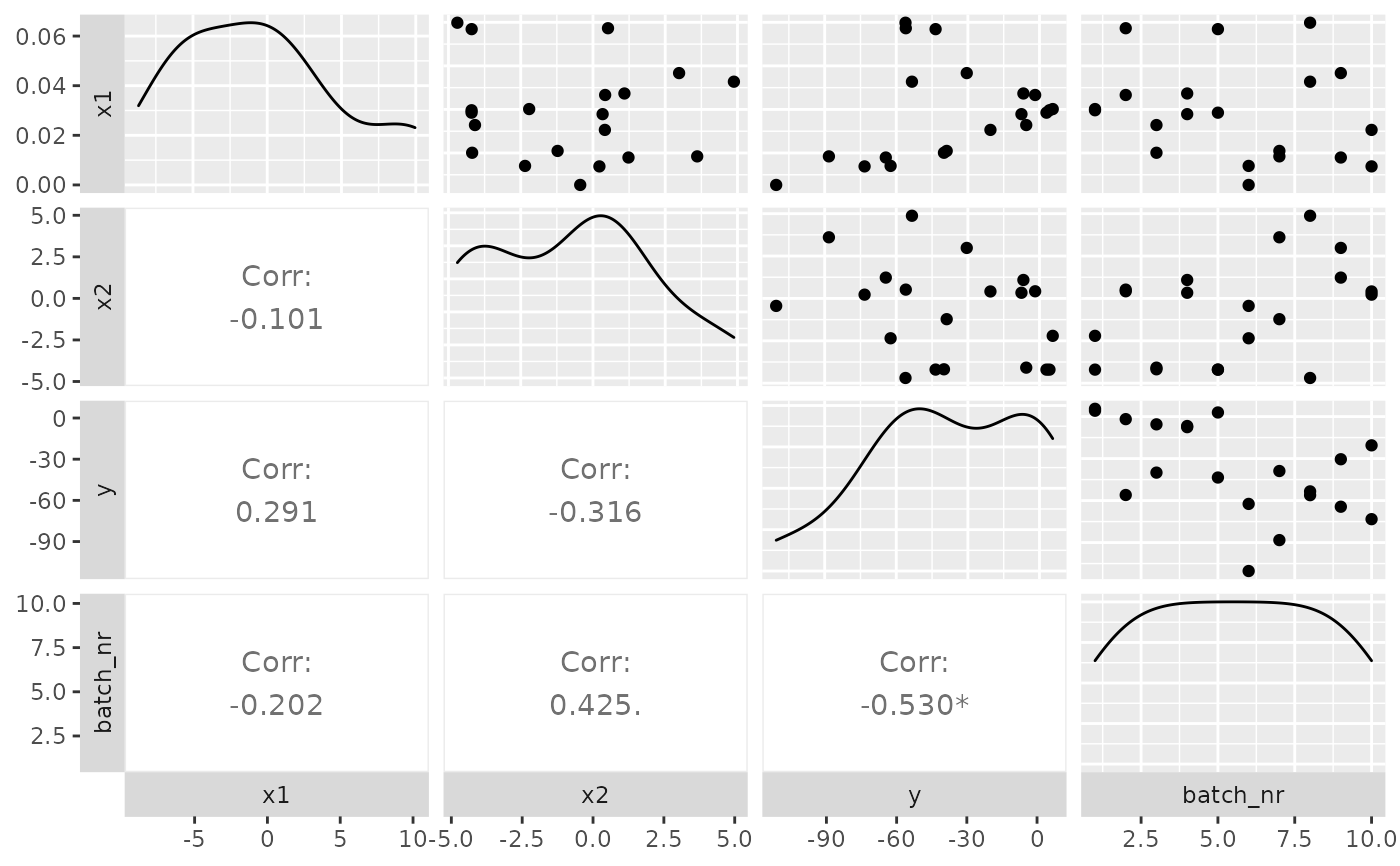 0.06
0.04
0.02
0.00
x1
5.0
2.5
0.0
-2.5
-5.0
x2
Corr:
-0.101
0
-30
-60
-90
y
Corr:
0.291
Corr:
-0.316
10.0
7.5
5.0
2.5
batch_nr
Corr:
-0.202
Corr:
0.425.
Corr:
-0.530*
x1
x2
y
batch_nr
-5 0 5 10 -5.0 -2.5 0.0 2.5 5.0 -90 -60 -30 0 2.5 5.0 7.5 10.0